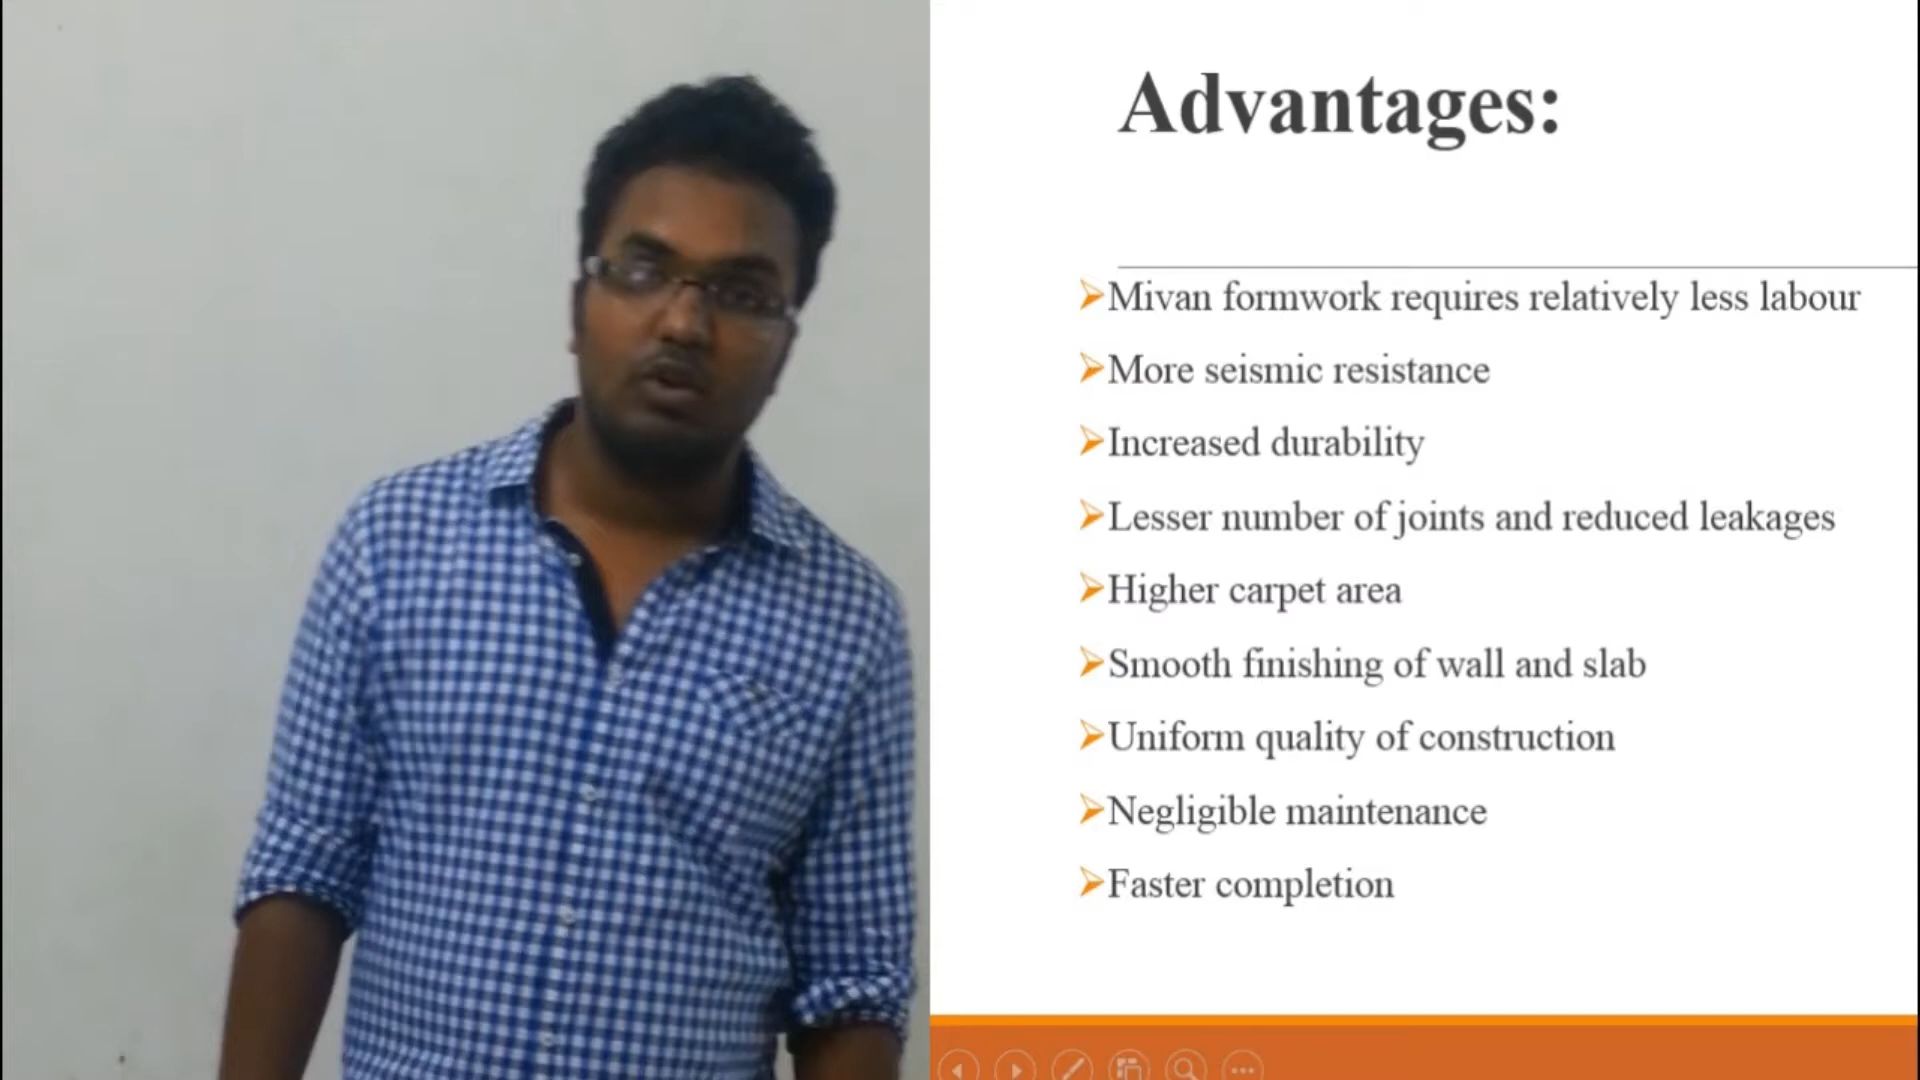 Advantages:
Mivan formwork requires relatively less labour
More seismic resistance
Increased durability
Lesser number of joints and reduced leakages
Higher carpet area
Smooth finishing of wall and slab
Uniform quality of construction
Negligible maintenance
Faster completion